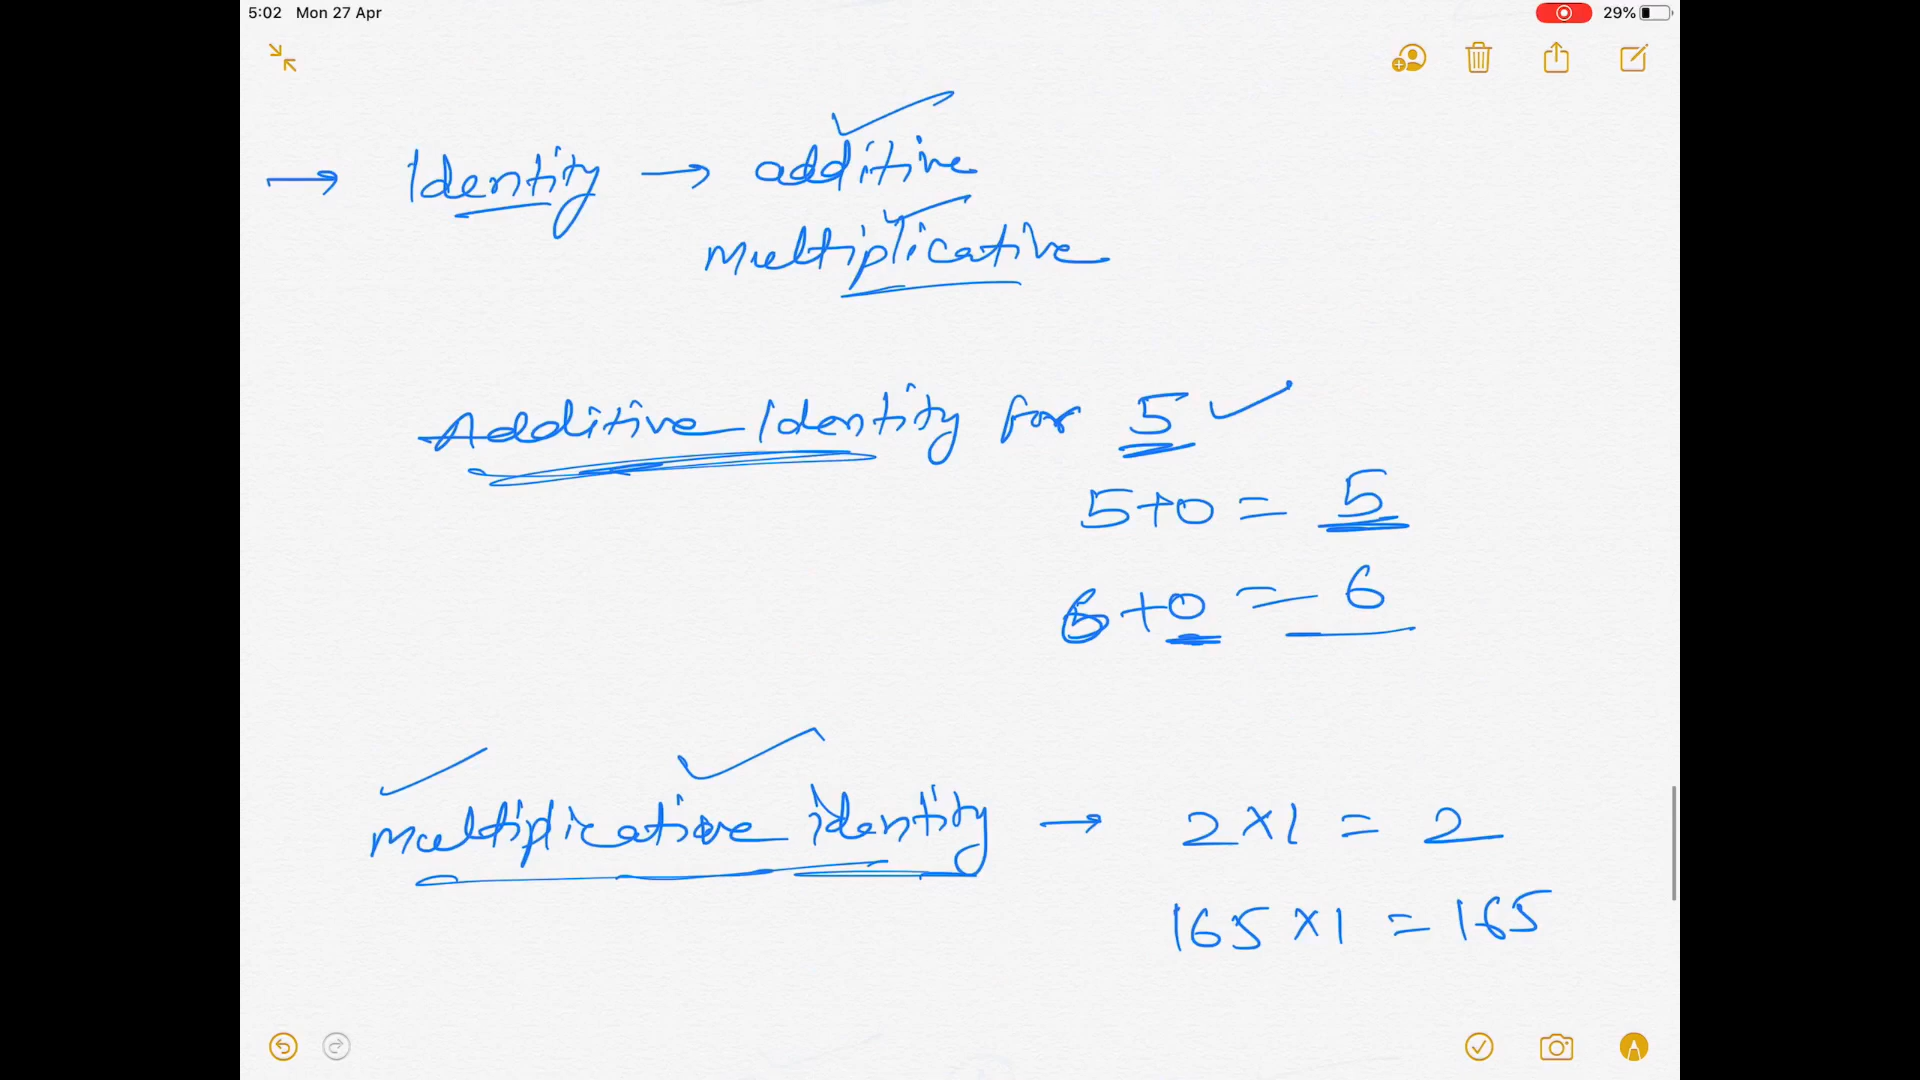 5:02 Mon 27 Apr 29%
→ Identity → additive
multiplicative
Additive Identity for 5 ✓
5+0 = 5
6+0 = 6
multiplicative identity → 2×1 = 2
165×1 = 165